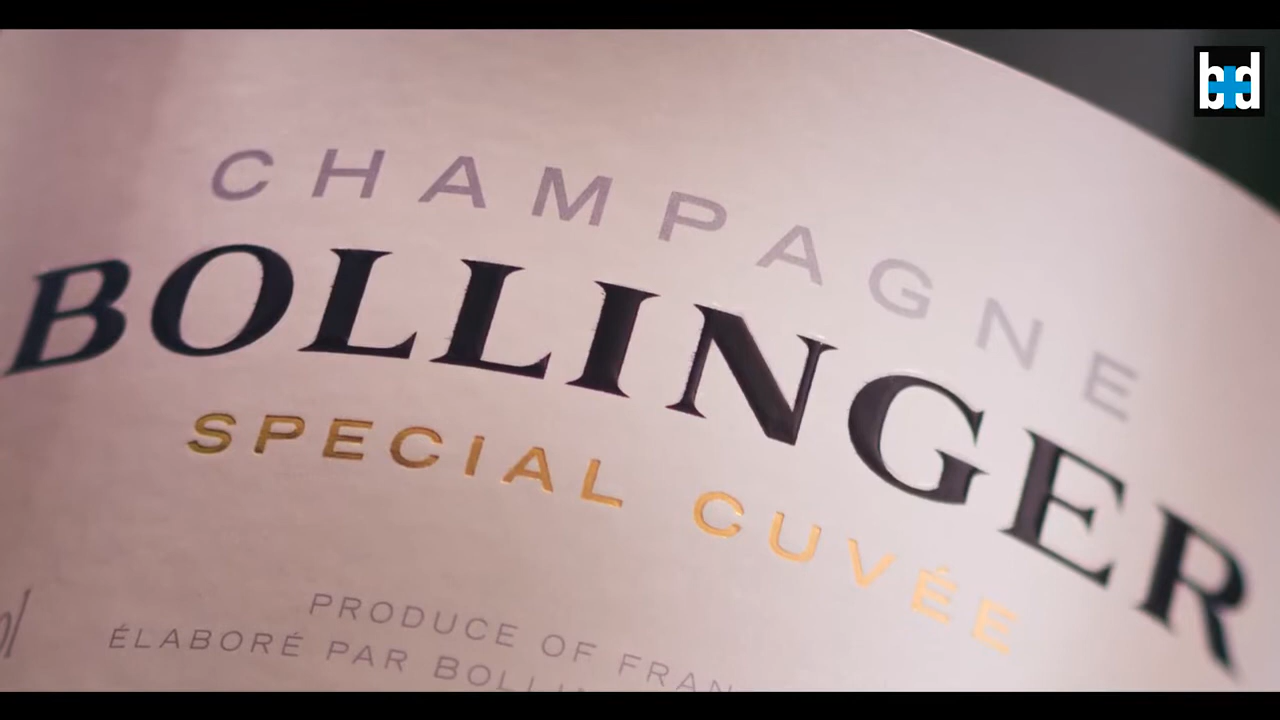 CHAMPAGNE
BOLLINGER
SPECIAL CUVÉE
PRODUCE OF
ÉLABORÉ PAR
b+d